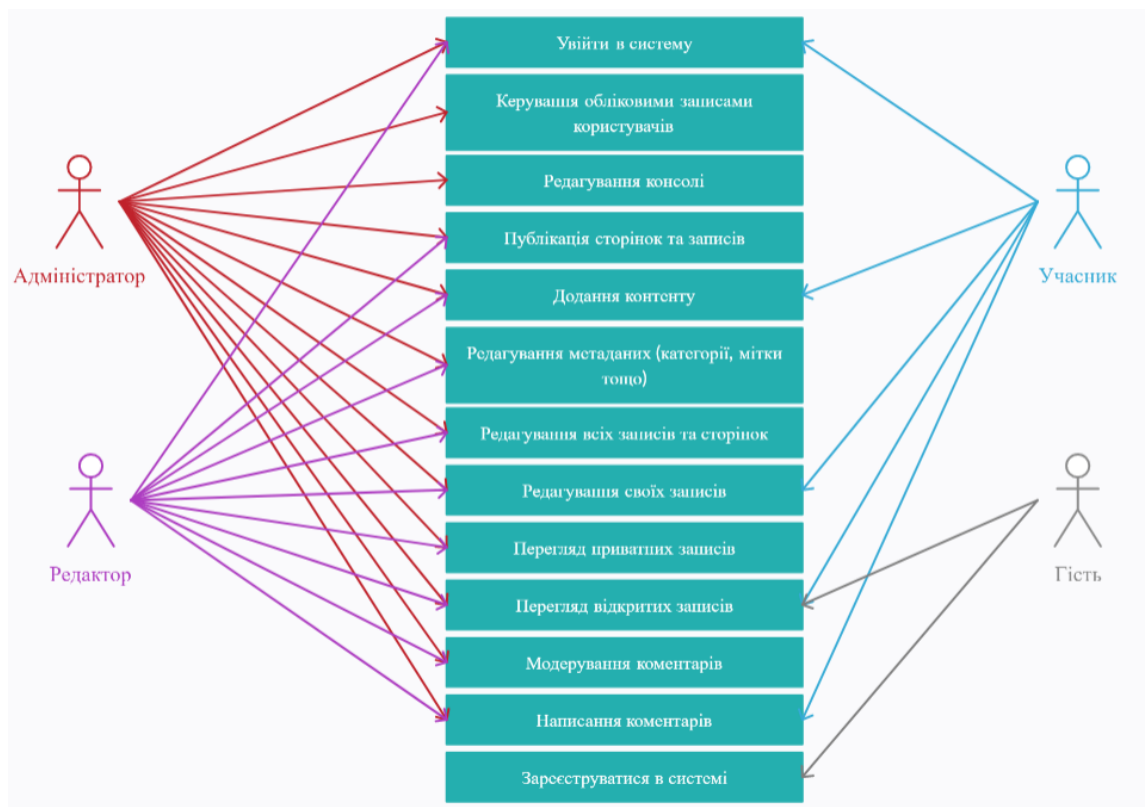 Увійти в систему
Керування обліковими записами
користувачів
Редагування консолі
Публікація сторінок та записів
Адміністратор
Учасник
Додання контенту
Редагування метаданих (категорії, мітки
тощо)
Редагування всіх записів та сторінок
Редагування своїх записів
Перегляд приватних записів
Редактор
Гість
Перегляд відкритих записів
Модерування коментарів
Написання коментарів
Зареєструватися в системі